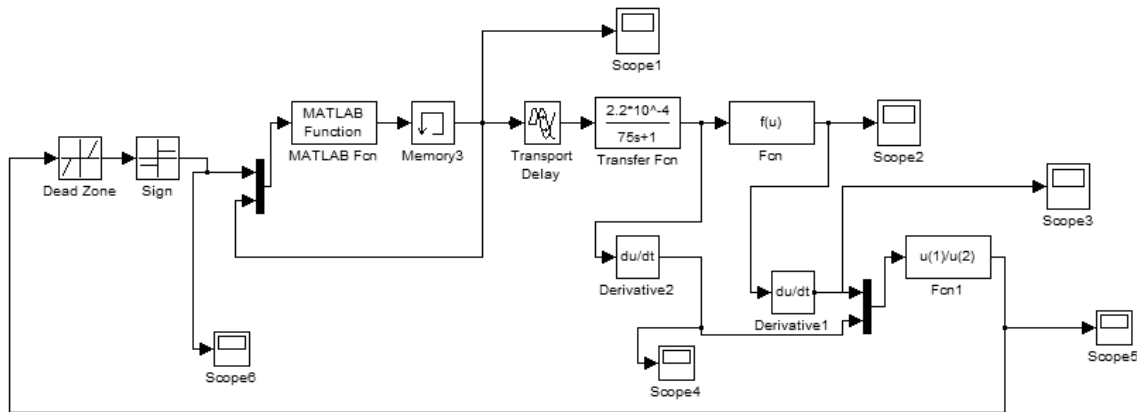 Scope1
MATLAB
Function
MATLAB Fcn
Memory3
Transport
Delay
2.2*10^-4
75s+1
Transfer Fcn
f(u)
Fcn
Scope2
Dead Zone
Sign
Scope3
du/dt
Derivative2
du/dt
Derivative1
u(1)/u(2)
Fcn1
Scope6
Scope4
Scope5